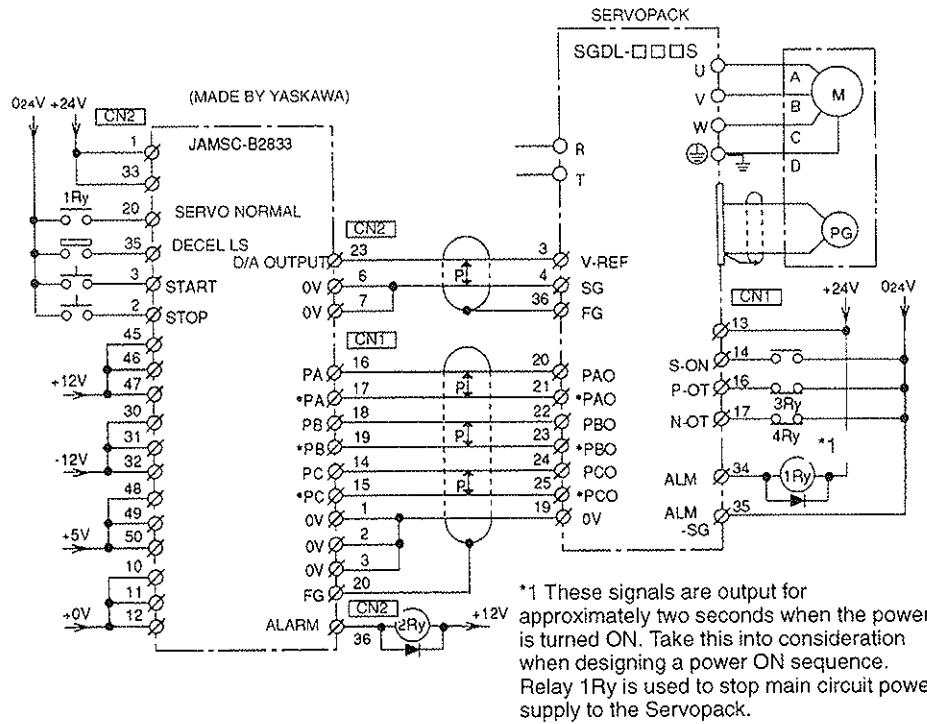 SERVOPACK
SGDL-□□□S
(MADE BY YASKAWA)
024V +24V
CN2
JAMSC-B2833
1
33
1Ry
20 SERVO NORMAL
35 DECEL LS
3 START
2 STOP
45
46
+12V 47
30
31
-12V 32
48
49
+5V 50
10
11
+0V 12
CN2
D/A OUTPUT 23 P 3 V-REF
0V 6 4 SG
0V 7 36 FG
CN1
PA 16 P 20 PAO
*PA 17 21 *PAO
PB 18 P 22 PBO
*PB 19 23 *PBO
PC 14 P 24 PCO
*PC 15 25 *PCO
0V 1 19 0V
0V 2
0V 3
FG 20
CN2
ALARM 36 2Ry +12V
R
T
U A
V B
W C
D
M
PG
CN1
+24V 024V
13
S-ON 14
P-OT 16 3Ry
N-OT 17 4Ry
*1
ALM 34 1Ry
ALM 35
-SG
*1 These signals are output for
approximately two seconds when the power
is turned ON. Take this into consideration
when designing a power ON sequence.
Relay 1Ry is used to stop main circuit powe
supply to the Servopack.